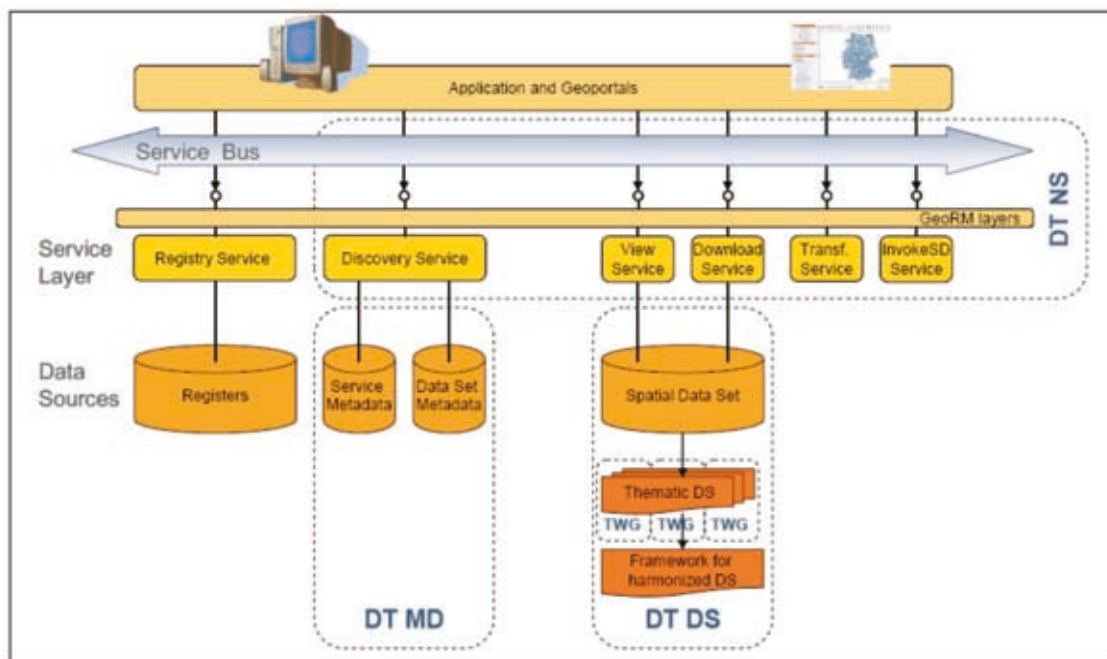 Application and Geoportals
Service Bus
GeoRM layers
DT NS
Service
Layer
Registry Service
Discovery Service
View
Service
Download
Service
Transf.
Service
InvokeSD
Service
Data
Sources
Registers
Service
Metadata
Data Set
Metadata
Spatial Data Set
Thematic DS
TWG
TWG
TWG
Framework for
harmonized DS
DT MD
DT DS